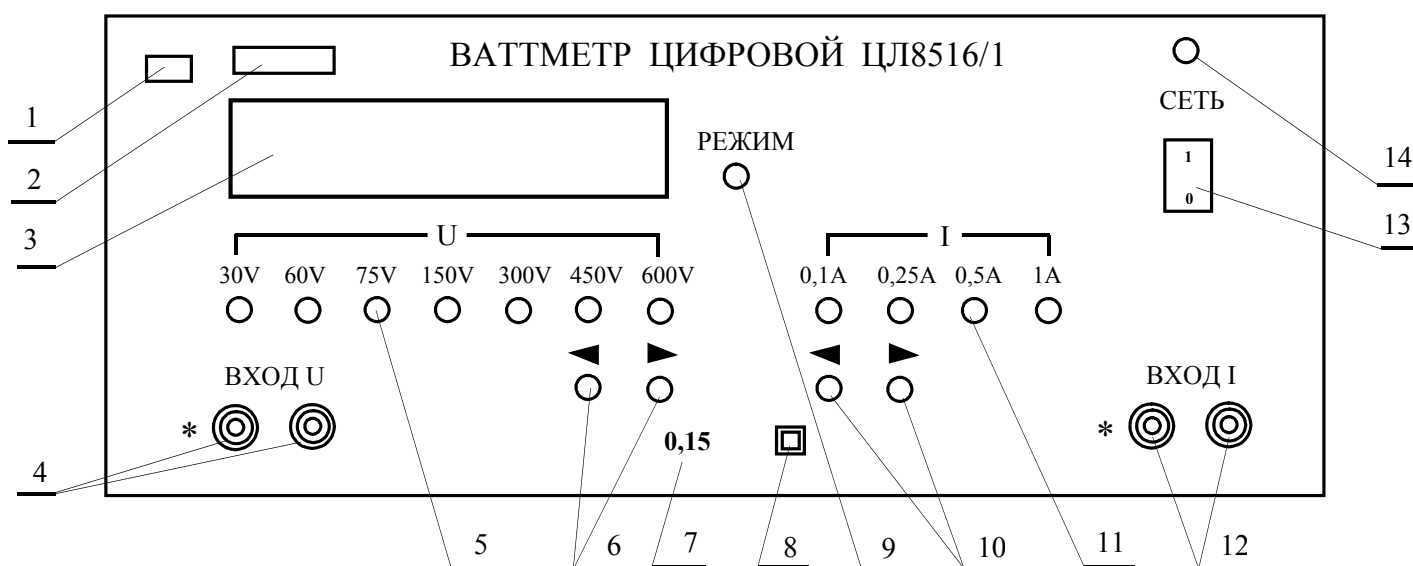 ВАТТМЕТР ЦИФРОВОЙ ЦЛ8516/1
СЕТЬ
1
0
РЕЖИМ
U
30V 60V 75V 150V 300V 450V 600V
I
0,1A 0,25A 0,5A 1A
ВХОД U
*
0,15
ВХОД I
*
1
2
3
4
5 6 7 8 9 10 11 12
13
14